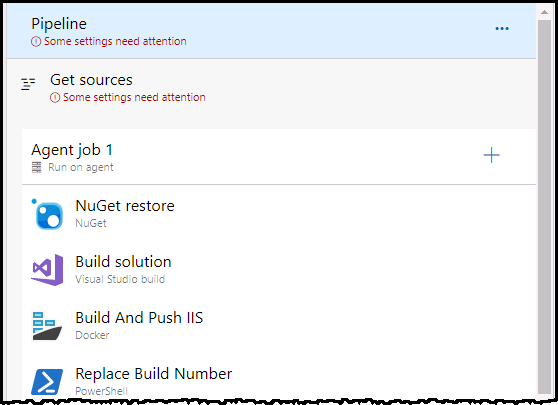 Pipeline
Some settings need attention
Get sources
Some settings need attention
Agent job 1
Run on agent
NuGet restore
NuGet
Build solution
Visual Studio build
Build And Push IIS
Docker
Replace Build Number
PowerShell